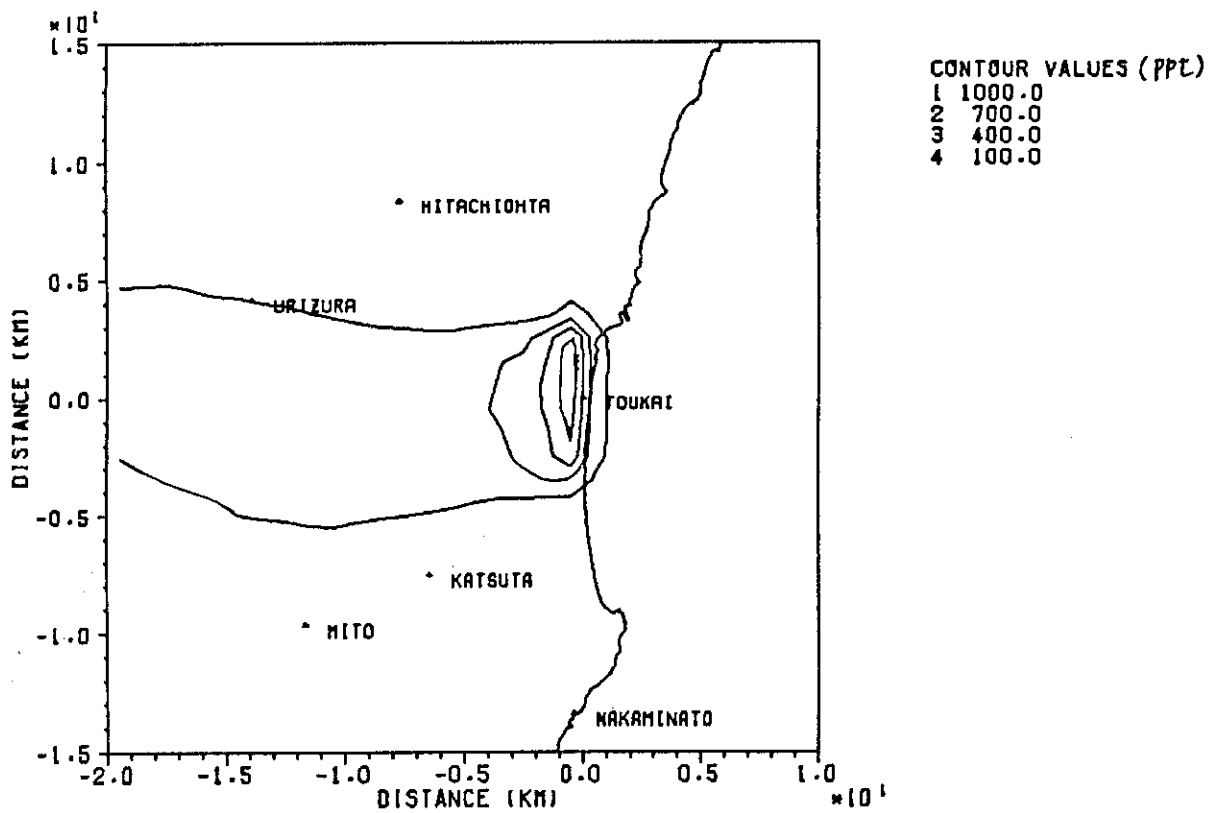 *10¹
1.5
CONTOUR VALUES (ppt)
1 1000.0
2 700.0
3 400.0
4 100.0
1.0
HITACHIOHTA
0.5
URIZURA
DISTANCE (KM)
0.0
TOUKAI
-0.5
KATSUTA
-1.0
MITO
NAKAMINATO
-1.5
-2.0 -1.5 -1.0 -0.5 0.0 0.5 1.0
DISTANCE (KM) *10¹